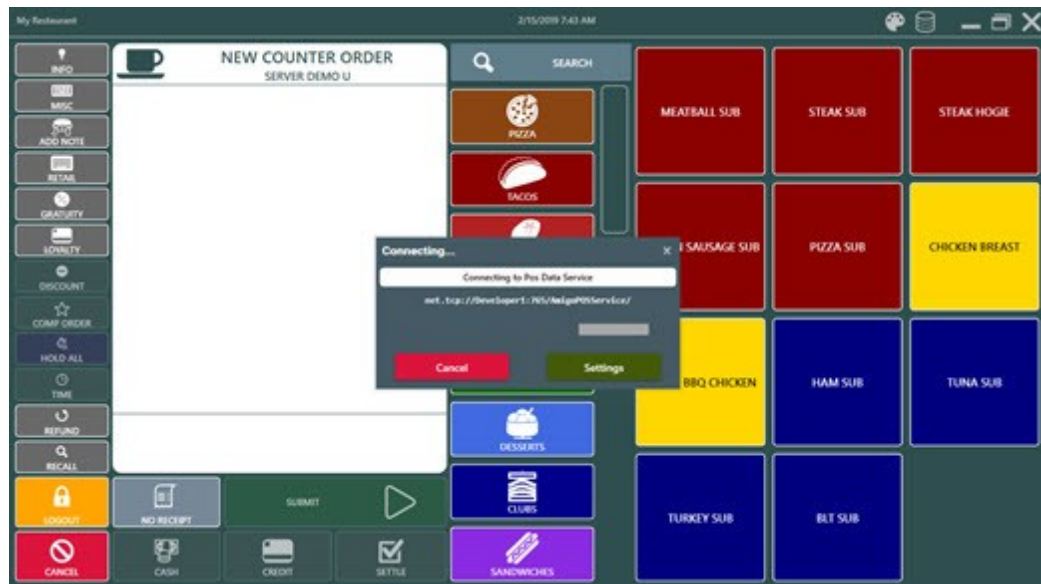 My Restaurant
2/15/2019 7:43 AM
INFO
MISC
ADD NOTE
RETAIL
GRATUITY
LOYALTY
DISCOUNT
COMP ORDER
HOLD ALL
TIME
REFUND
RECALL
LOGOUT
CANCEL
NEW COUNTER ORDER
SERVER DEMO U
NO RECEIPT
SUBMIT
CASH
CREDIT
SETTLE
SEARCH
PIZZA
TACOS
DESSERTS
CLUBS
SANDWICHES
Connecting...
Connecting to Pos Data Service
net.tcp://Developer1:765/AmigoPOSService/
Cancel
Settings
MEATBALL SUB
STEAK SUB
STEAK HOGIE
SAUSAGE SUB
PIZZA SUB
CHICKEN BREAST
BBQ CHICKEN
HAM SUB
TUNA SUB
TURKEY SUB
BLT SUB